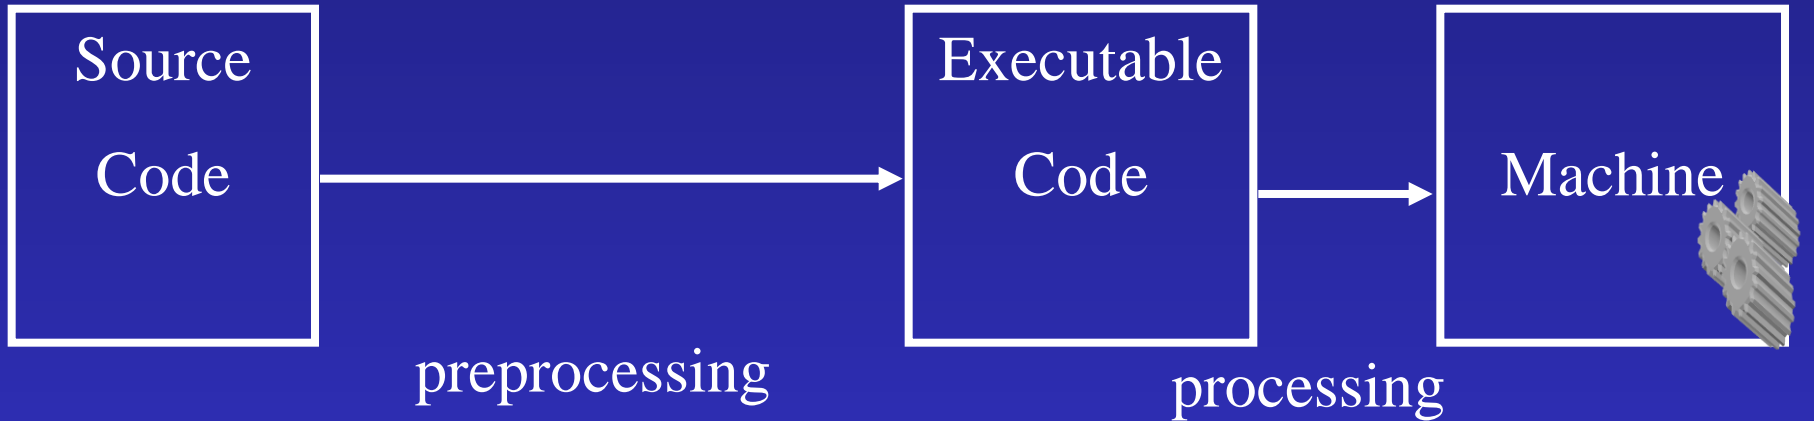 Source
Code
preprocessing
Executable
Code
processing
Machine